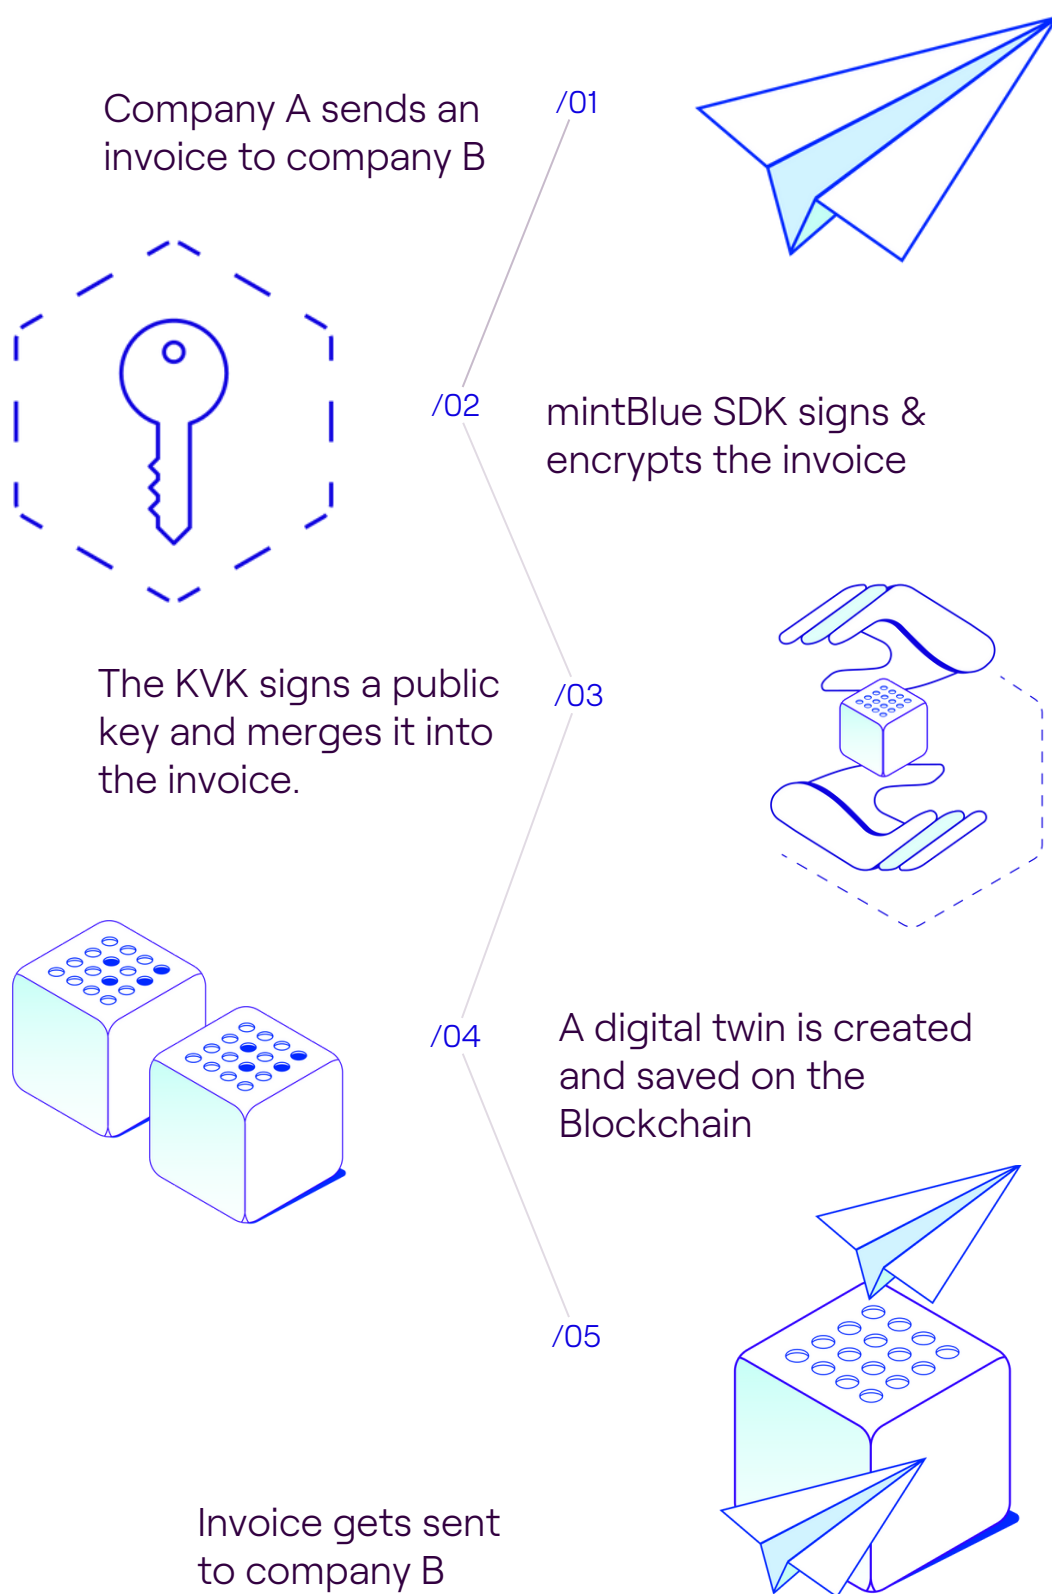 /01
Company A sends an
invoice to company B
/02
mintBlue SDK signs &
encrypts the invoice
/03
The KVK signs a public
key and merges it into
the invoice.
/04
A digital twin is created
and saved on the
Blockchain
/05
Invoice gets sent
to company B